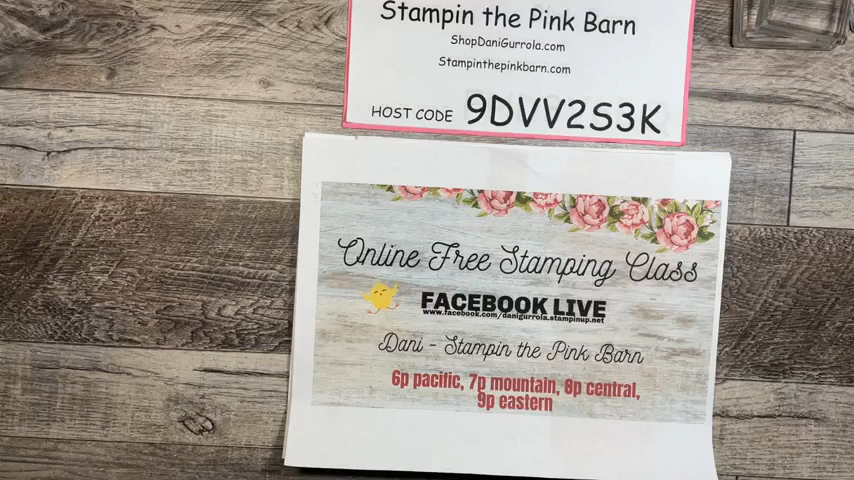 Stampin the Pink Barn
ShopDaniGurrola.com
Stampinthepinkbarn.com
HOST CODE 9DVV2S3K
Online Free Stamping Class
FACEBOOK LIVE
www.facebook.com/danigurrola.stampinup.net
Dani - Stampin the Pink Barn
6p pacific, 7p mountain, 8p central,
9p eastern